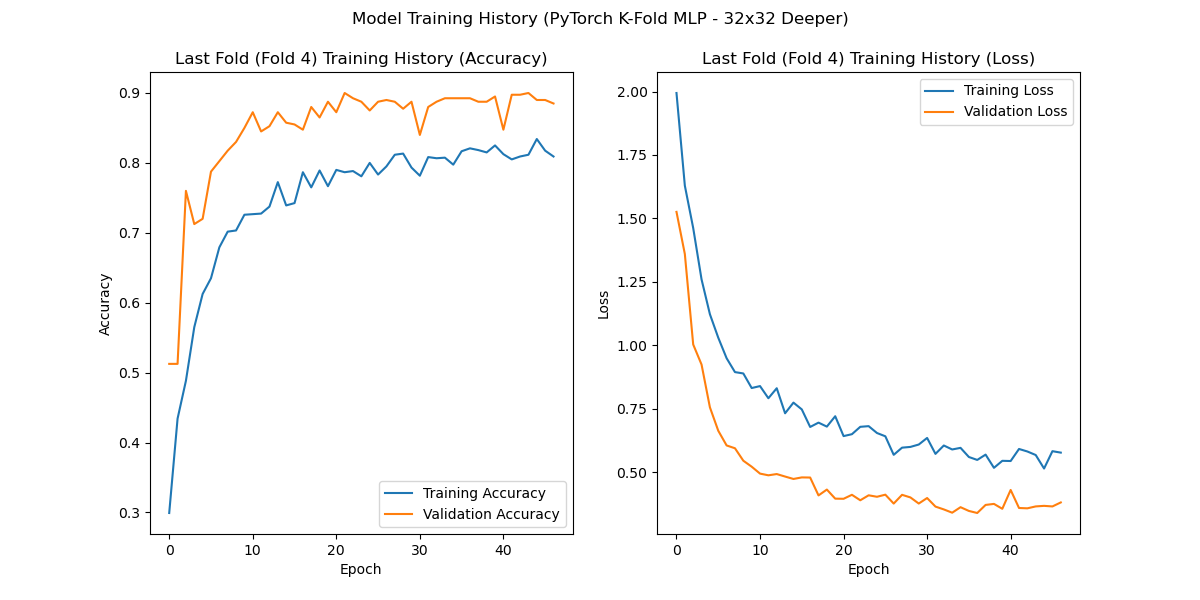 Model Training History (PyTorch K-Fold MLP - 32x32 Deeper)
Last Fold (Fold 4) Training History (Accuracy)
0.9
0.8
0.7
0.6
0.5
0.4
0.3
Accuracy
0
10
20
30
40
Epoch
Training Accuracy
Validation Accuracy
Last Fold (Fold 4) Training History (Loss)
2.00
1.75
1.50
1.25
1.00
0.75
0.50
Loss
0
10
20
30
40
Epoch
Training Loss
Validation Loss